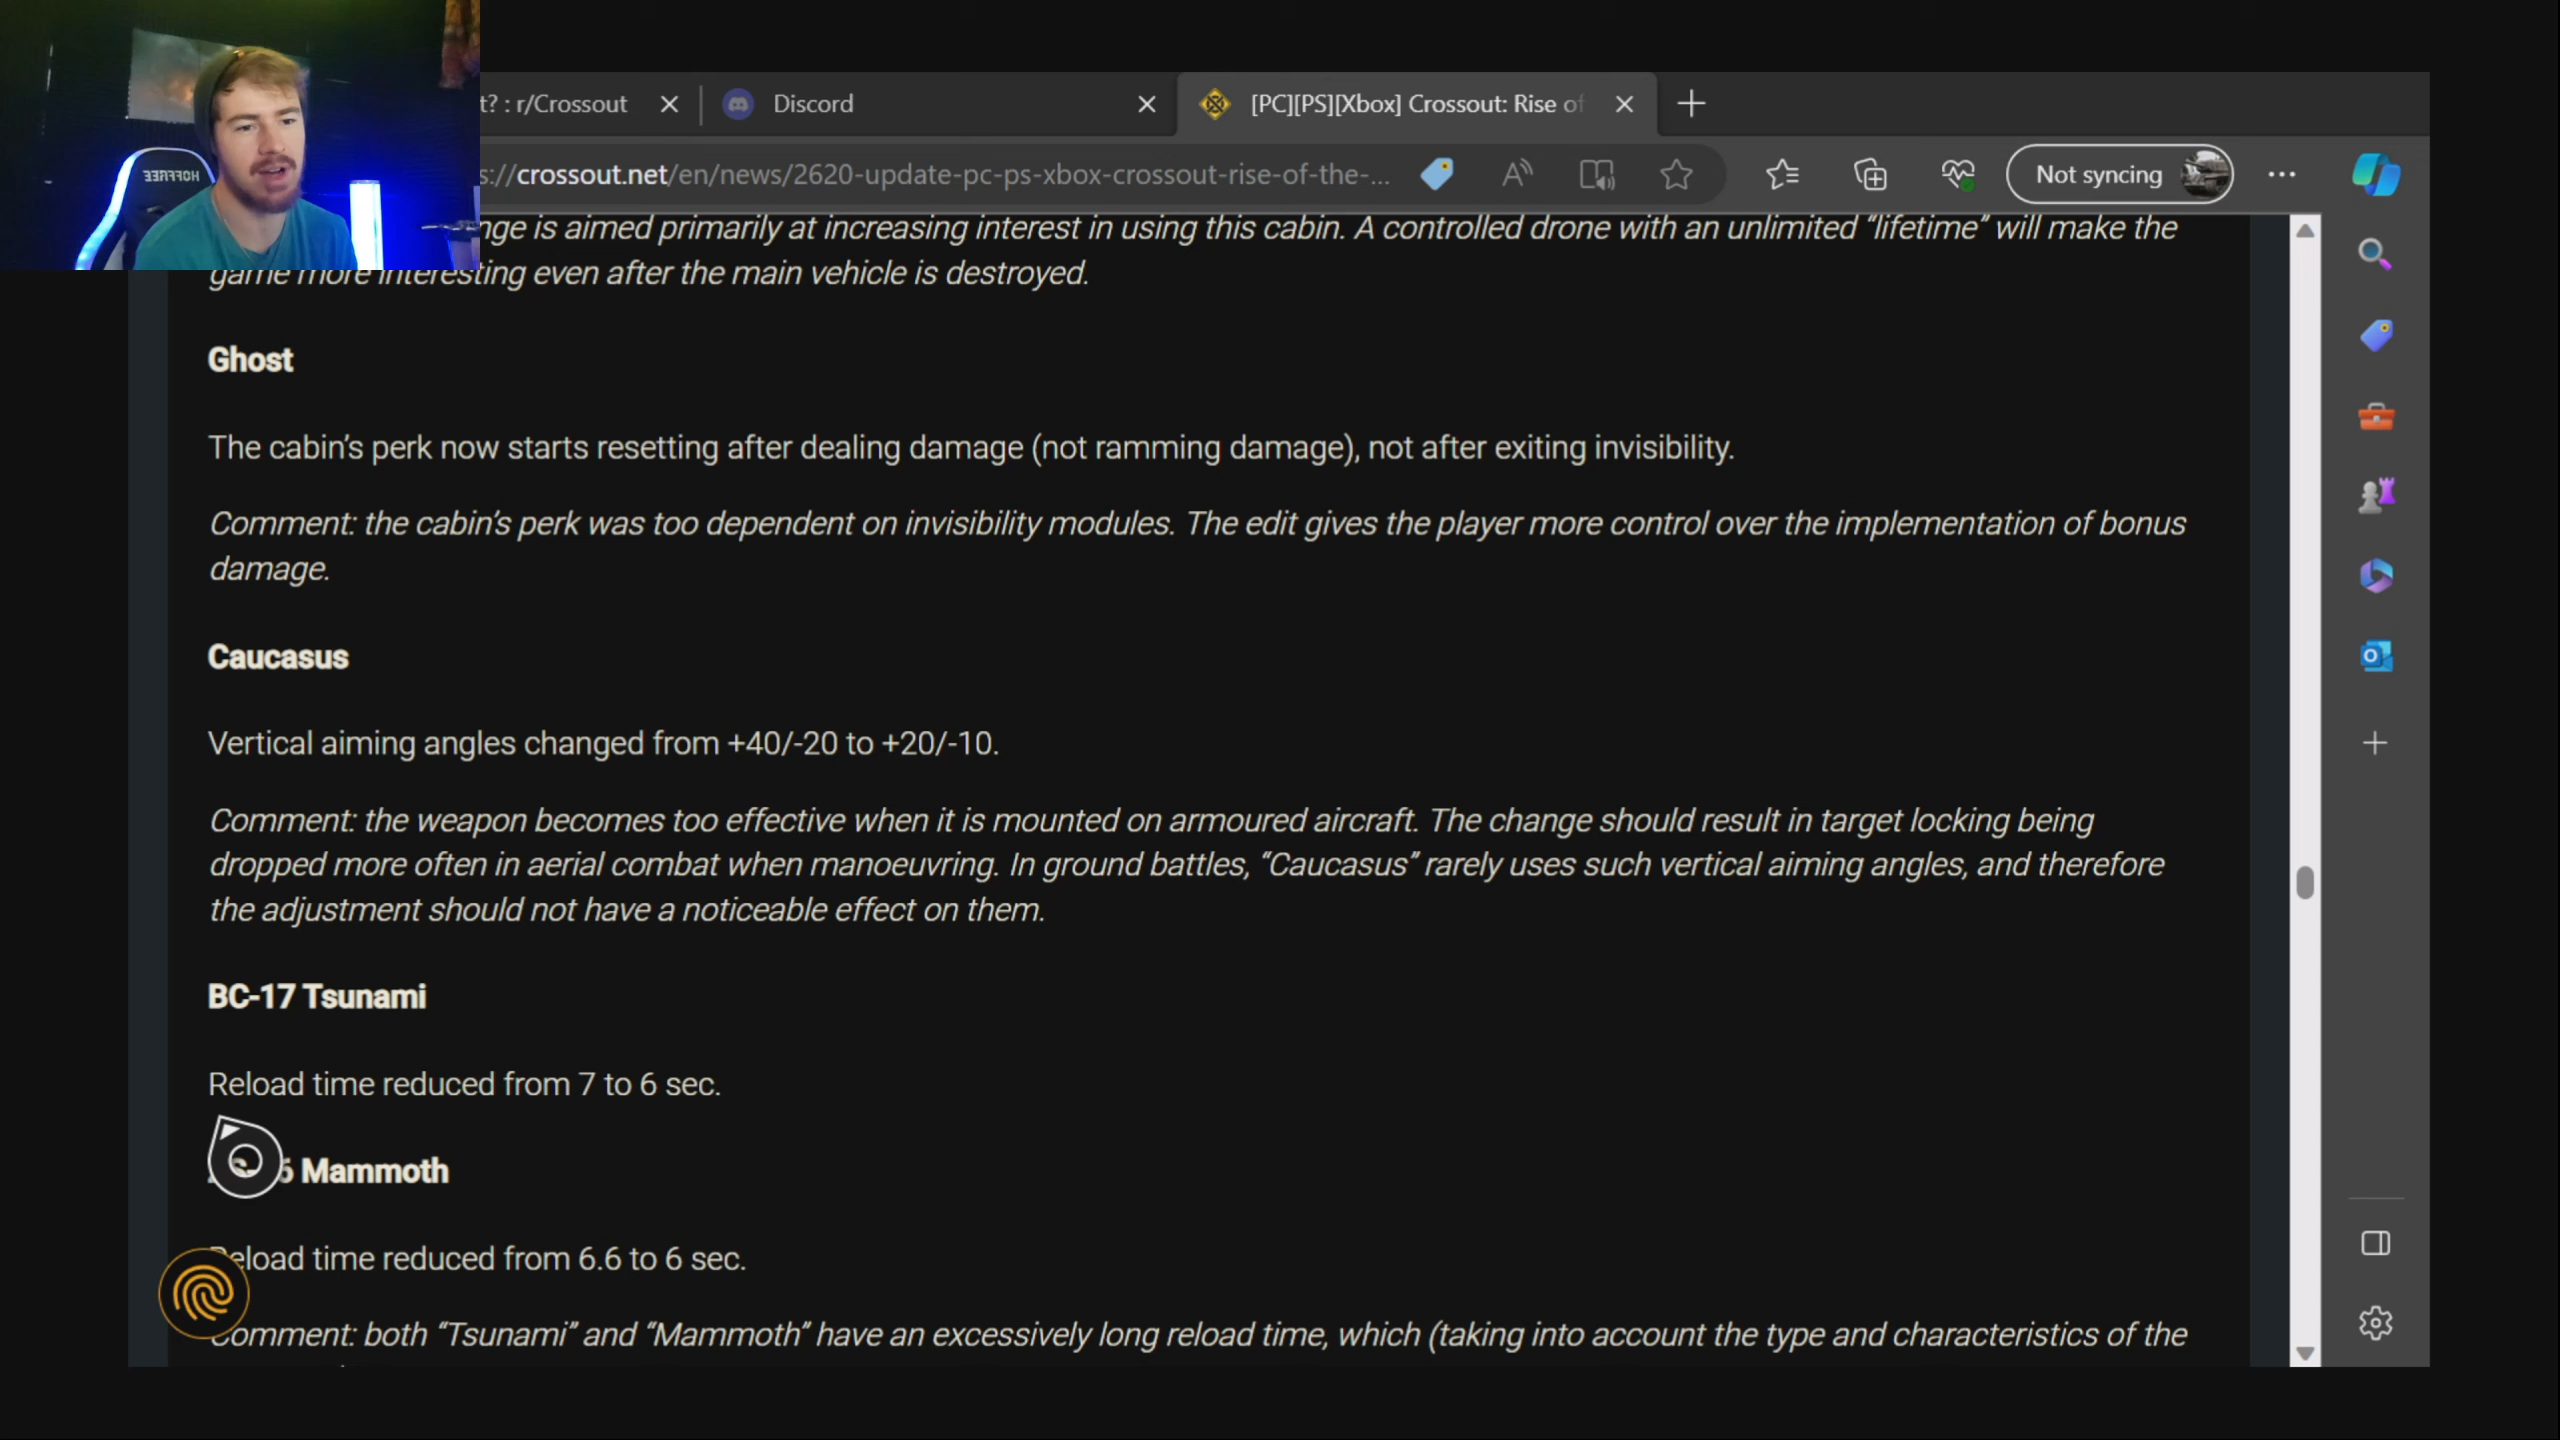 t? : r/Crossout
Discord
[PC][PS][Xbox] Crossout: Rise of
s://crossout.net/en/news/2620-update-pc-ps-xbox-crossout-rise-of-the-...
Not syncing
nge is aimed primarily at increasing interest in using this cabin. A controlled drone with an unlimited “lifetime” will make the
game more interesting even after the main vehicle is destroyed.
Ghost
The cabin’s perk now starts resetting after dealing damage (not ramming damage), not after exiting invisibility.
Comment: the cabin’s perk was too dependent on invisibility modules. The edit gives the player more control over the implementation of bonus
damage.
Caucasus
Vertical aiming angles changed from +40/-20 to +20/-10.
Comment: the weapon becomes too effective when it is mounted on armoured aircraft. The change should result in target locking being
dropped more often in aerial combat when manoeuvring. In ground battles, “Caucasus” rarely uses such vertical aiming angles, and therefore
the adjustment should not have a noticeable effect on them.
BC-17 Tsunami
Reload time reduced from 7 to 6 sec.
6 Mammoth
Reload time reduced from 6.6 to 6 sec.
Comment: both “Tsunami” and “Mammoth” have an excessively long reload time, which (taking into account the type and characteristics of the